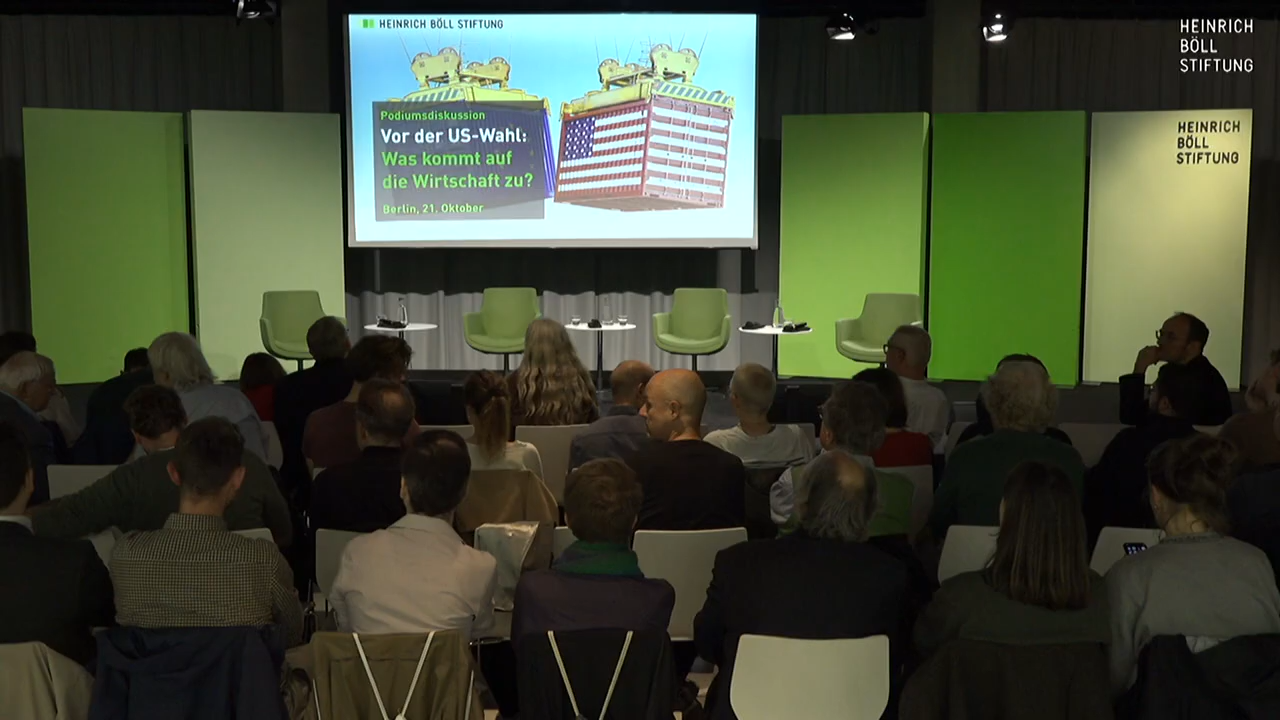 HEINRICH BÖLL STIFTUNG
Podiumsdiskussion
Vor der US-Wahl:
Was kommt auf
die Wirtschaft zu?
Berlin, 21. Oktober
HEINRICH
BÖLL
STIFTUNG
HEINRICH
BÖLL
STIFTUNG